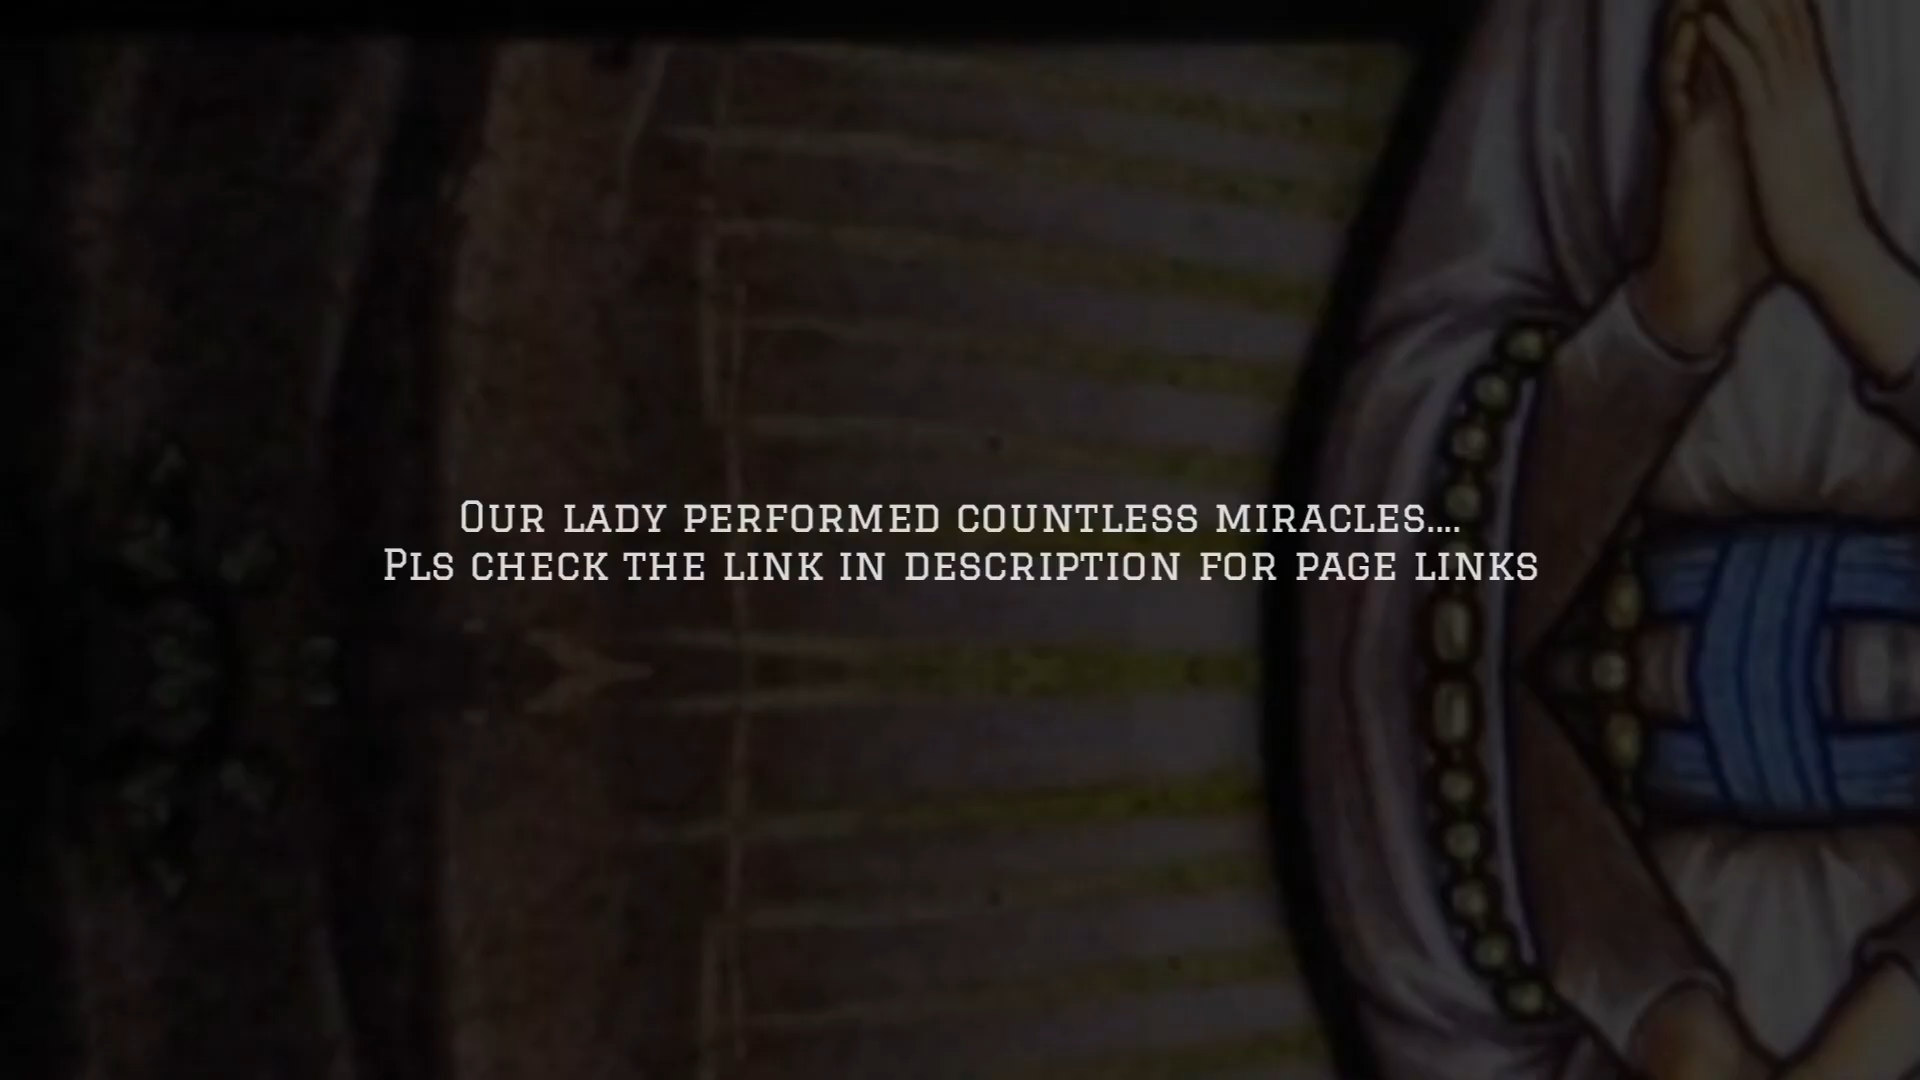 Our lady performed countless miracles....
Pls check the link in description for page links